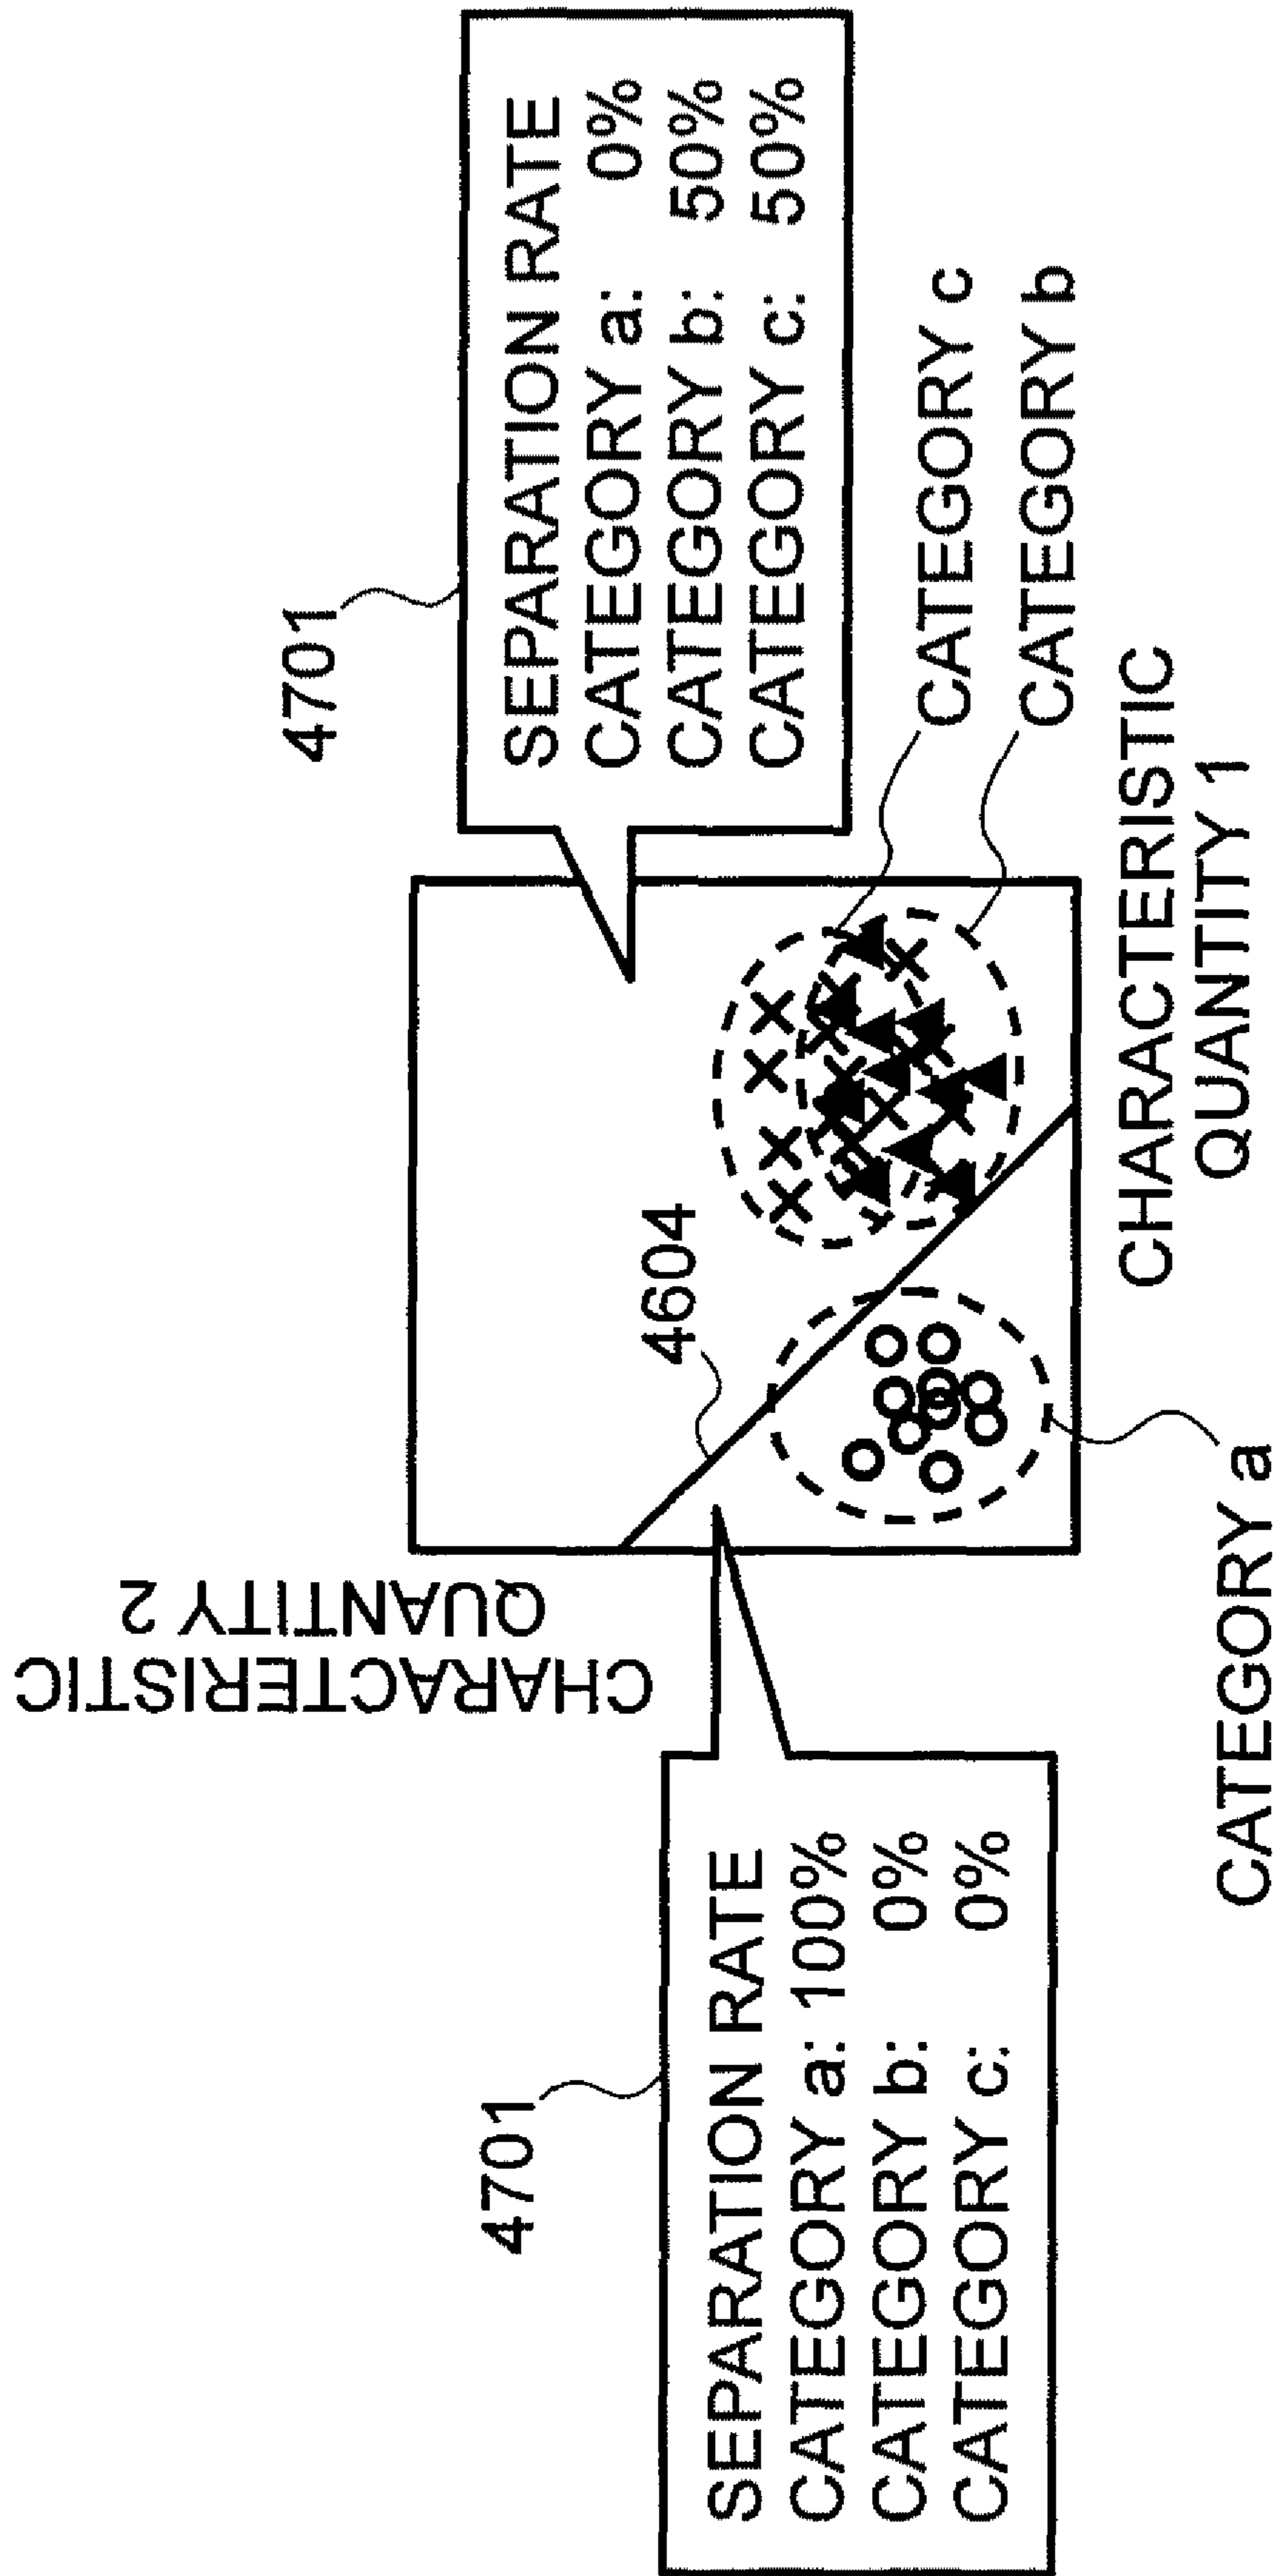 4701
SEPARATION RATE
CATEGORY a: 100%
CATEGORY b: 0%
CATEGORY c: 0%
CHARACTERISTIC
QUANTITY 2
4604
4701
SEPARATION RATE
CATEGORY a: 0%
CATEGORY b: 50%
CATEGORY c: 50%
CATEGORY c
CATEGORY b
CHARACTERISTIC
QUANTITY 1
CATEGORY a